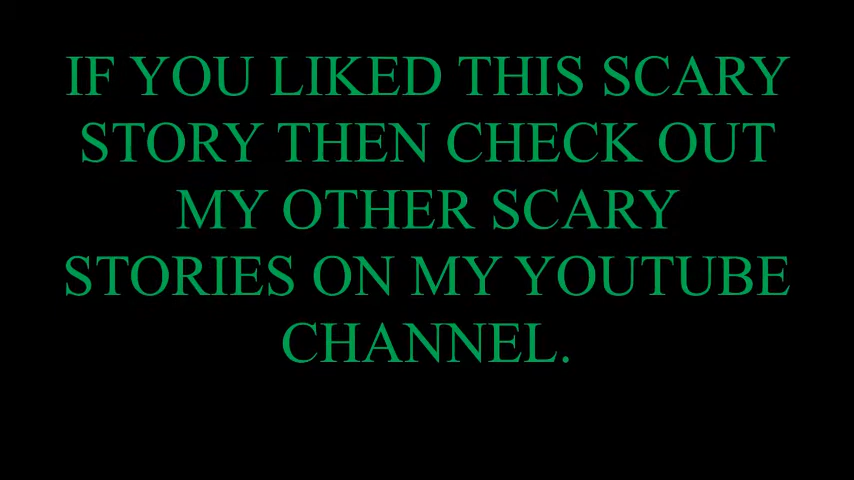 IF YOU LIKED THIS SCARY
STORY THEN CHECK OUT
MY OTHER SCARY
STORIES ON MY YOUTUBE
CHANNEL.